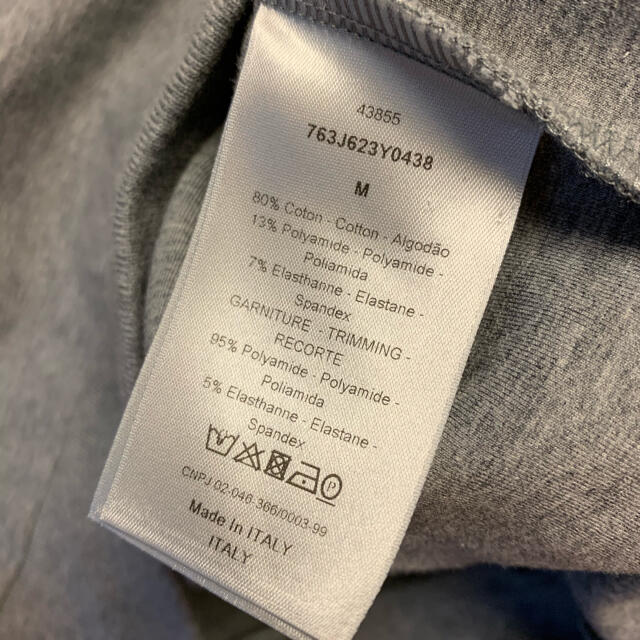 43855
763J623Y0438
M
80% Coton - Cotton - Algodão
13% Polyamide - Polyamide -
Poliamida
7% Elasthanne - Elastane -
Spandex
GARNITURE - TRIMMING -
RECORTE
95% Polyamide - Polyamide -
Poliamida
5% Elasthanne - Elastane -
Spandex
P
CNPJ 02-046-366/0003-99
Made In ITALY
ITALY